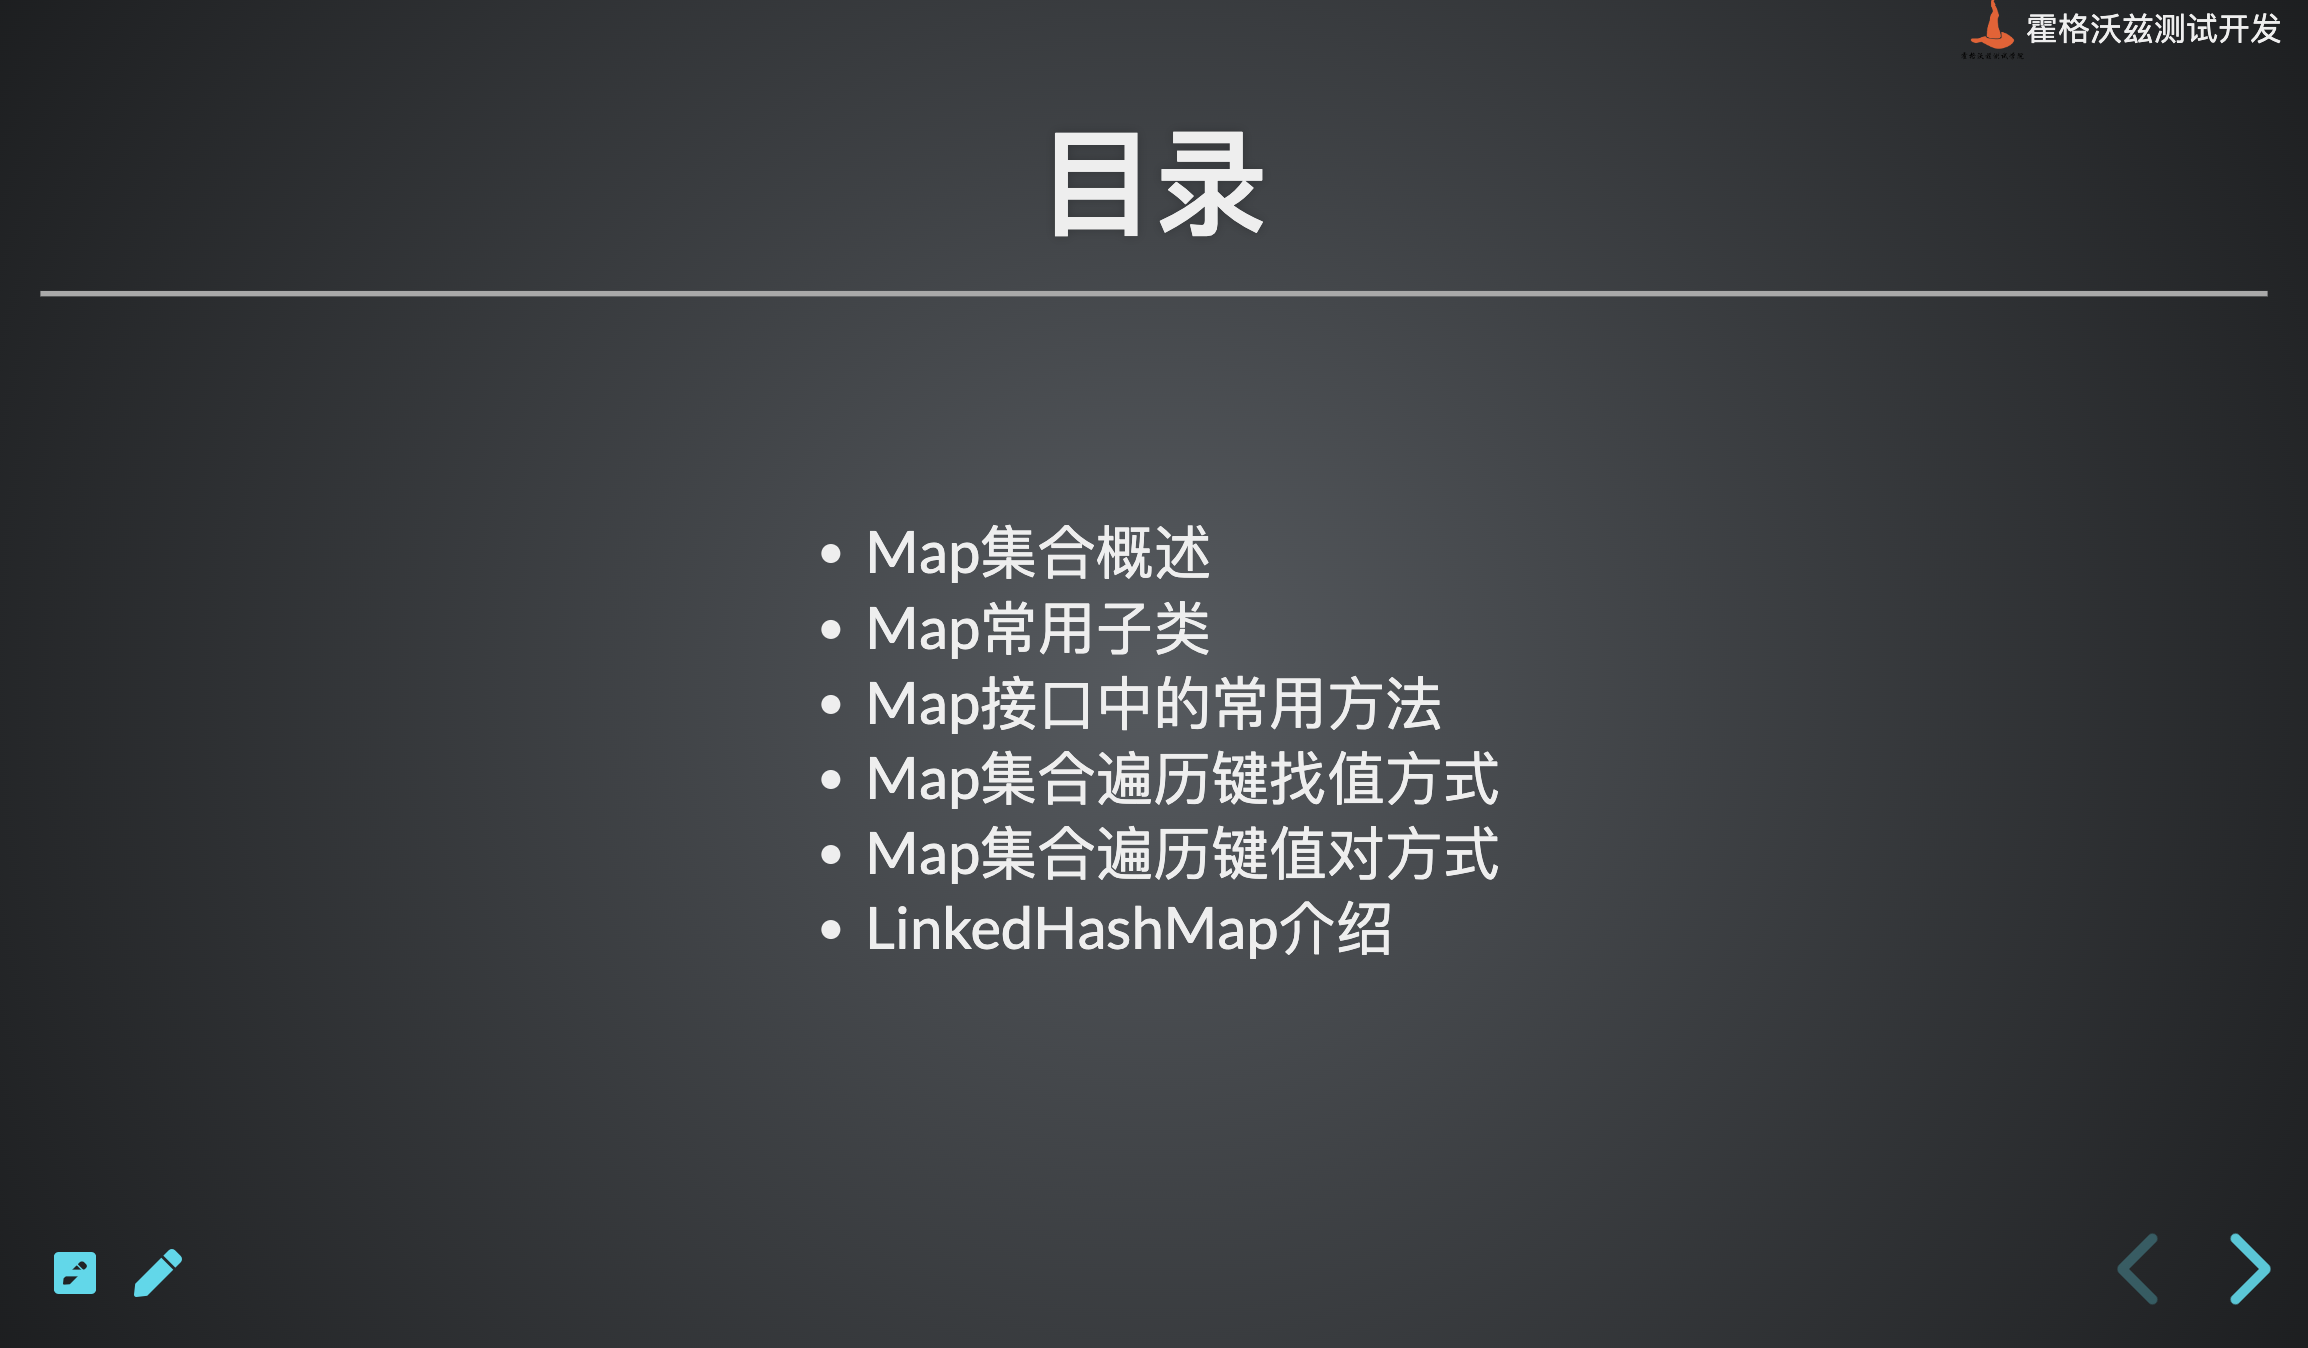 霍格沃兹测试开发
目录
Map集合概述
Map常用子类
Map接口中的常用方法
Map集合遍历键找值方式
Map集合遍历键值对方式
LinkedHashMap介绍